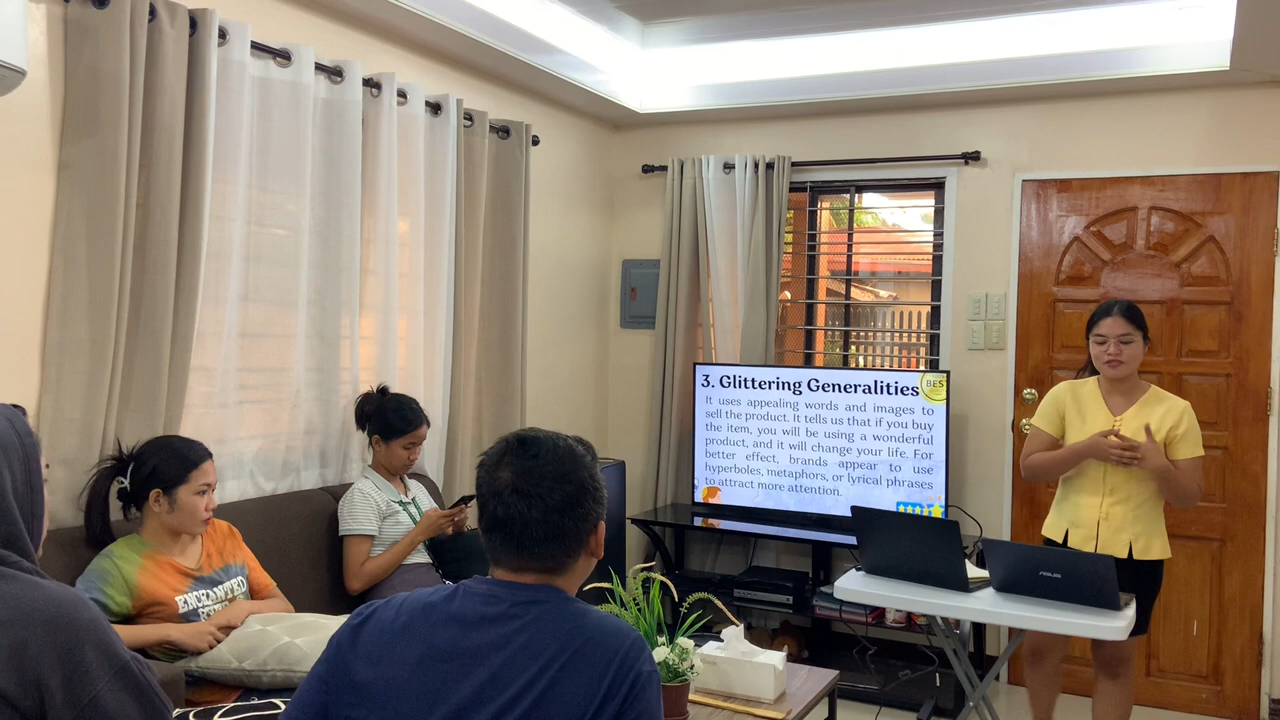 3. Glittering Generalities
BEST
It uses appealing words and images to
sell the product. It tells us that if you buy
the item, you will be using a wonderful
product, and it will change your life. For
better effect, brands appear to use
hyperboles, metaphors, or lyrical phrases
to attract more attention.
ENCHANTED
ASUS